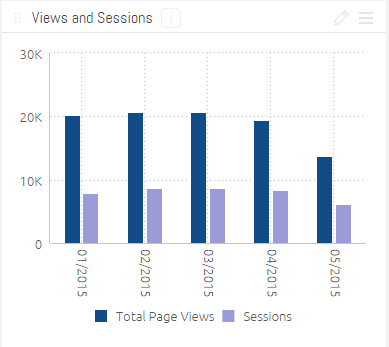 Views and Sessions
i
30K
20K
10K
0
01/2015
02/2015
03/2015
04/2015
05/2015
Total Page Views Sessions